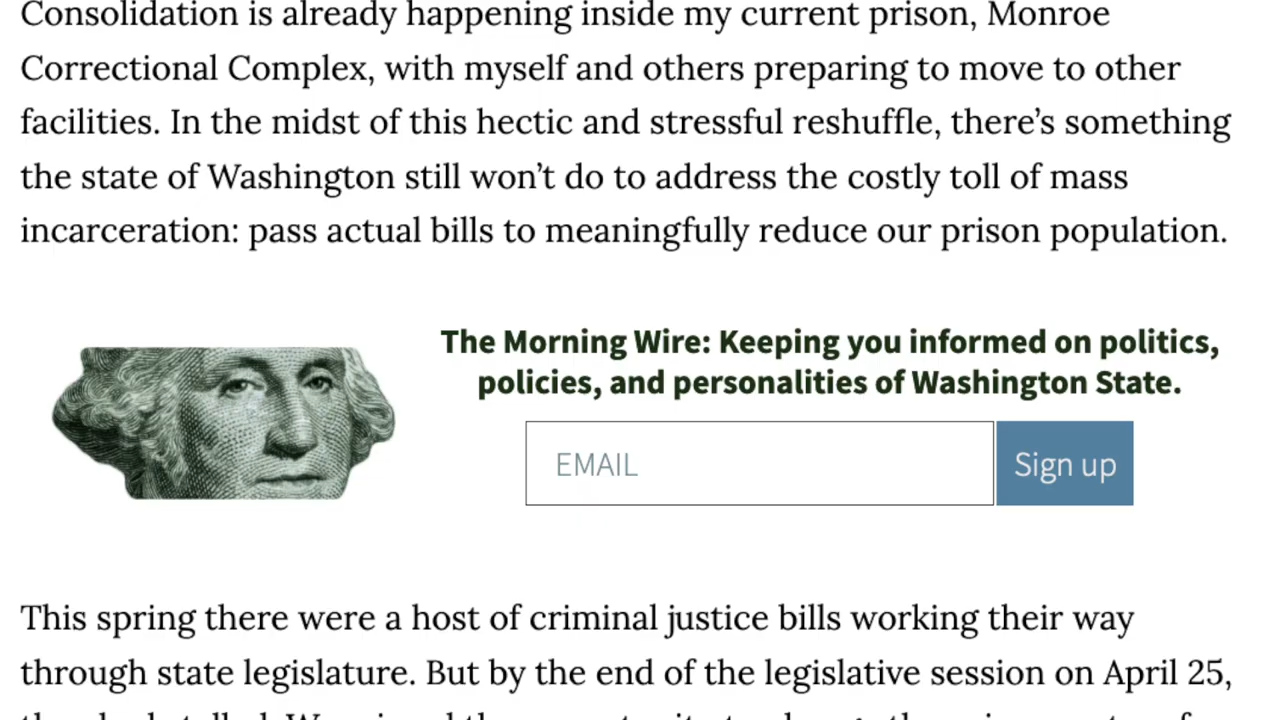 Consolidation is already happening inside my current prison, Monroe
Correctional Complex, with myself and others preparing to move to other
facilities. In the midst of this hectic and stressful reshuffle, there’s something
the state of Washington still won’t do to address the costly toll of mass
incarceration: pass actual bills to meaningfully reduce our prison population.
The Morning Wire: Keeping you informed on politics,
policies, and personalities of Washington State.
EMAIL
Sign up
This spring there were a host of criminal justice bills working their way
through state legislature. But by the end of the legislative session on April 25,